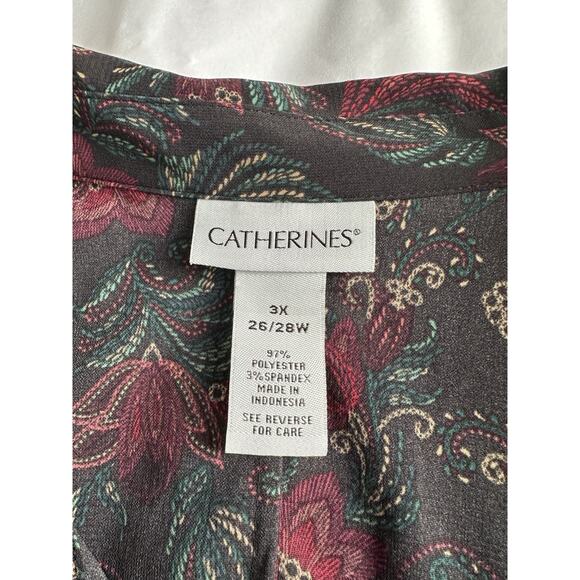 CATHERINES®
3X
26/28W
97%
POLYESTER
3% SPANDEX
MADE IN
INDONESIA
SEE REVERSE
FOR CARE